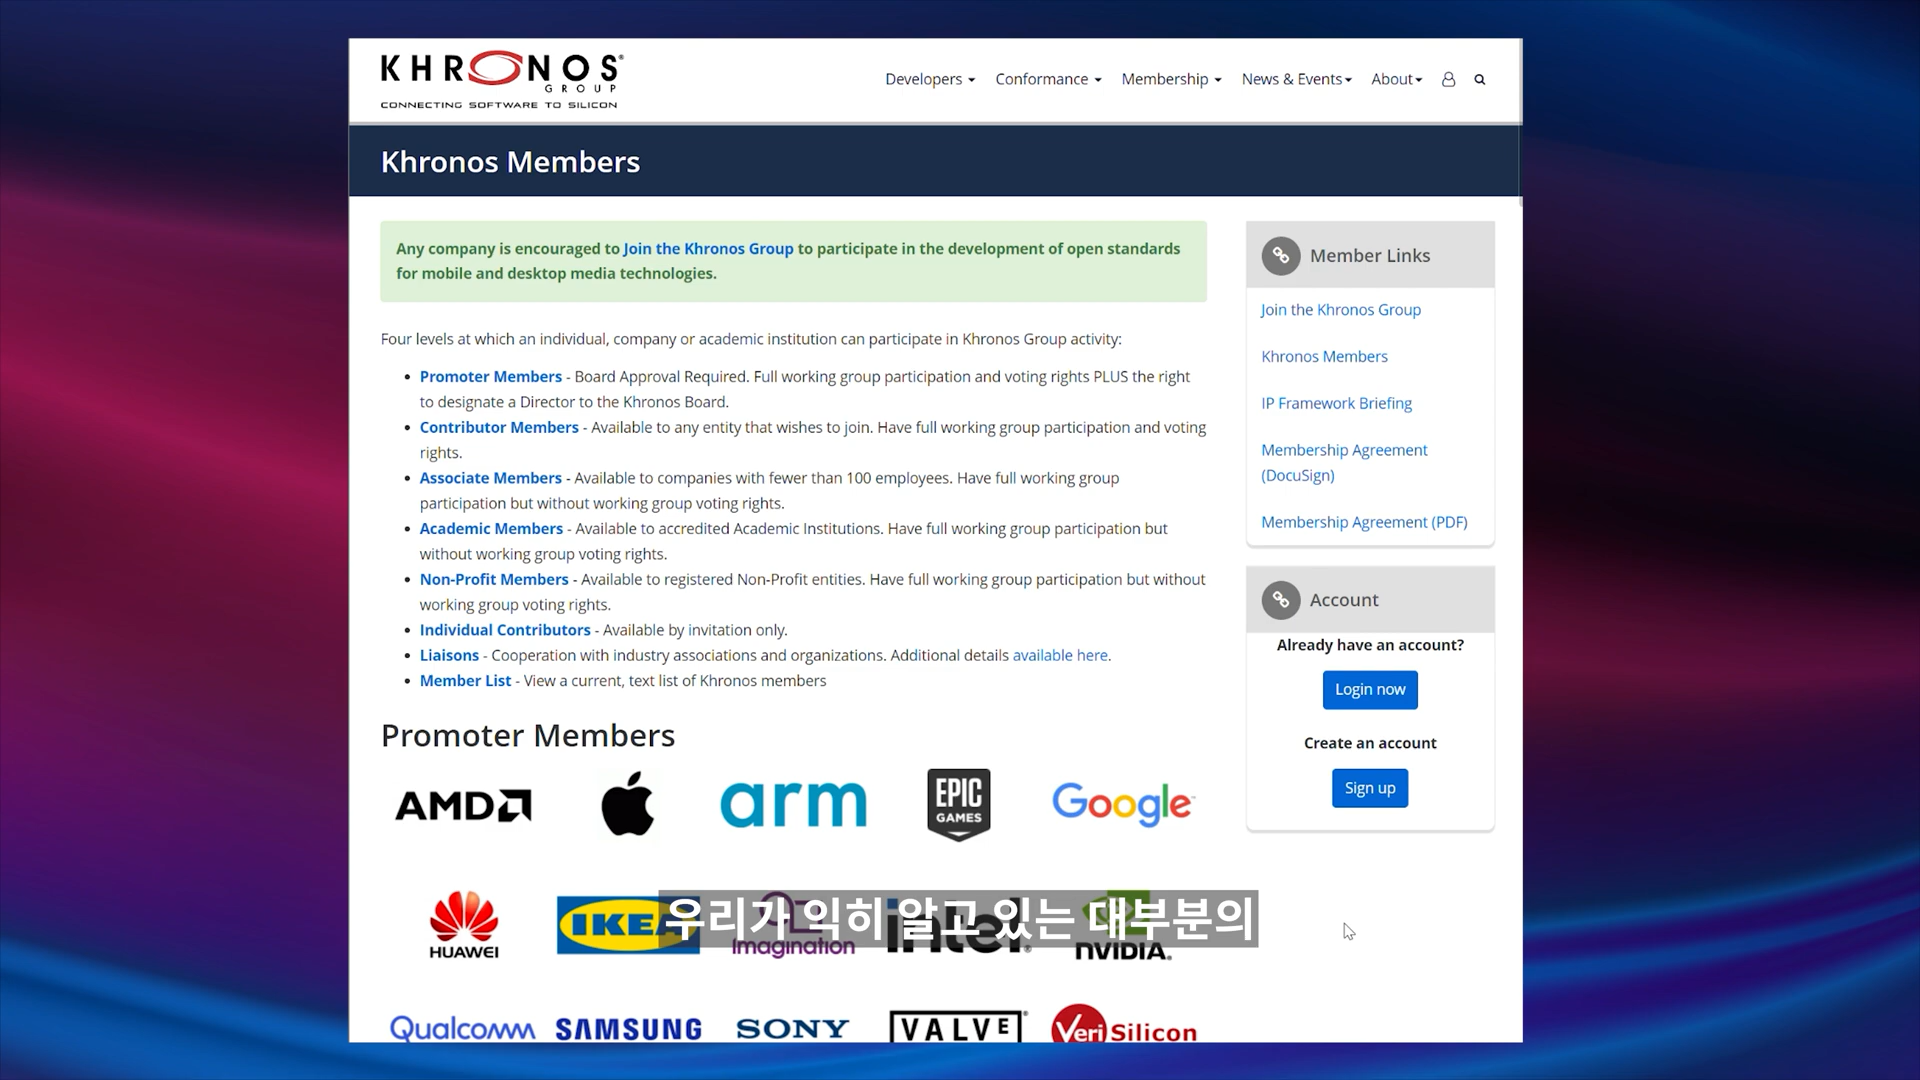 KHRONOS
GROUP
CONNECTING SOFTWARE TO SILICON
Developers
Conformance
Membership
News & Events
About
Khronos Members
Any company is encouraged to Join the Khronos Group to participate in the development of open standards
for mobile and desktop media technologies.
Four levels at which an individual, company or academic institution can participate in Khronos Group activity:
• Promoter Members - Board Approval Required. Full working group participation and voting rights PLUS the right
to designate a Director to the Khronos Board.
• Contributor Members - Available to any entity that wishes to join. Have full working group participation and voting
rights.
• Associate Members - Available to companies with fewer than 100 employees. Have full working group
participation but without working group voting rights.
• Academic Members - Available to accredited Academic Institutions. Have full working group participation but
without working group voting rights.
• Non-Profit Members - Available to registered Non-Profit entities. Have full working group participation but without
working group voting rights.
• Individual Contributors - Available by invitation only.
• Liaisons - Cooperation with industry associations and organizations. Additional details available here.
• Member List - View a current, text list of Khronos members
Member Links
Join the Khronos Group
Khronos Members
IP Framework Briefing
Membership Agreement
(DocuSign)
Membership Agreement (PDF)
Account
Already have an account?
Login now
Create an account
Sign up
Promoter Members
AMD
arm
EPIC
GAMES
Google
HUAWEI
IKEA
Imagination
intel
NVIDIA.
우리가 익히 알고 있는 대부분의
Qualcomm
SAMSUNG
SONY
VALVE
VeriSilicon